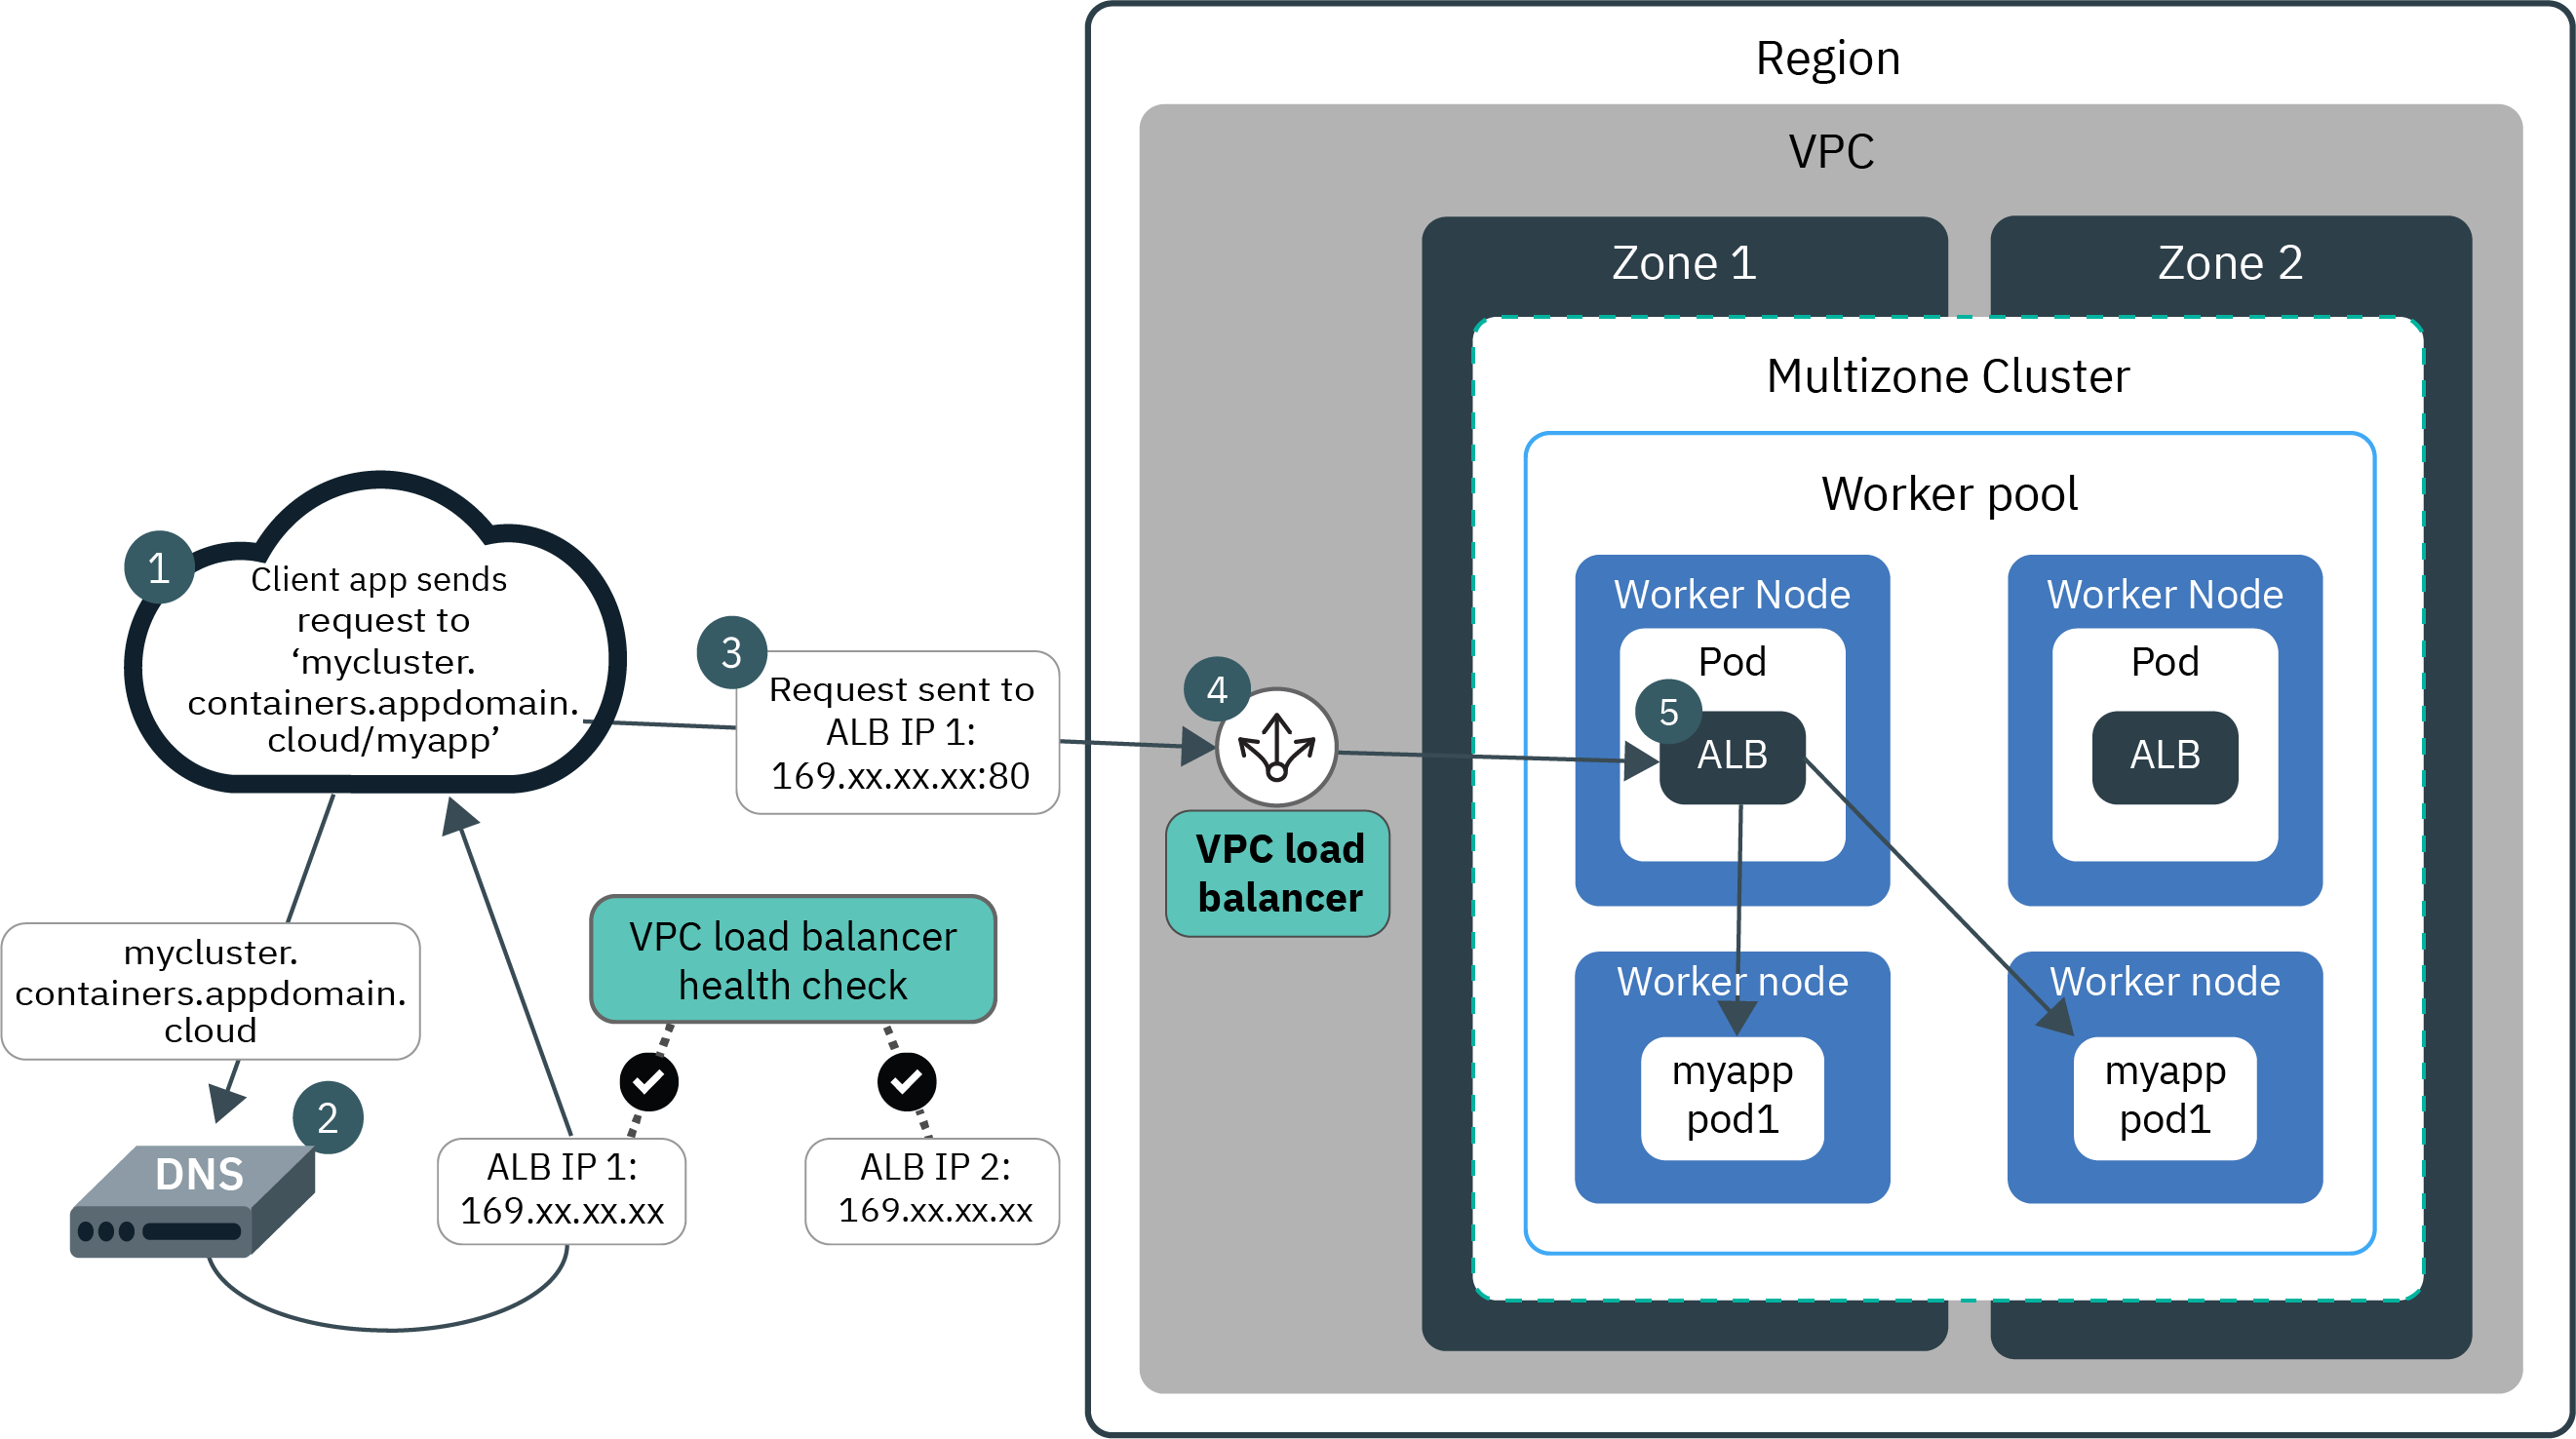 Region
VPC
Zone 1
Zone 2
Multizone Cluster
Worker pool
1
Client app sends
request to
‘mycluster.
containers.appdomain.
cloud/myapp’
3
Request sent to
ALB IP 1:
169.xx.xx.xx:80
4
VPC load
balancer
Worker Node
Pod
5
ALB
Worker Node
Pod
ALB
mycluster.
containers.appdomain.
cloud
2
DNS
VPC load balancer
health check
ALB IP 1:
169.xx.xx.xx
ALB IP 2:
169.xx.xx.xx
Worker node
myapp
pod1
Worker node
myapp
pod1